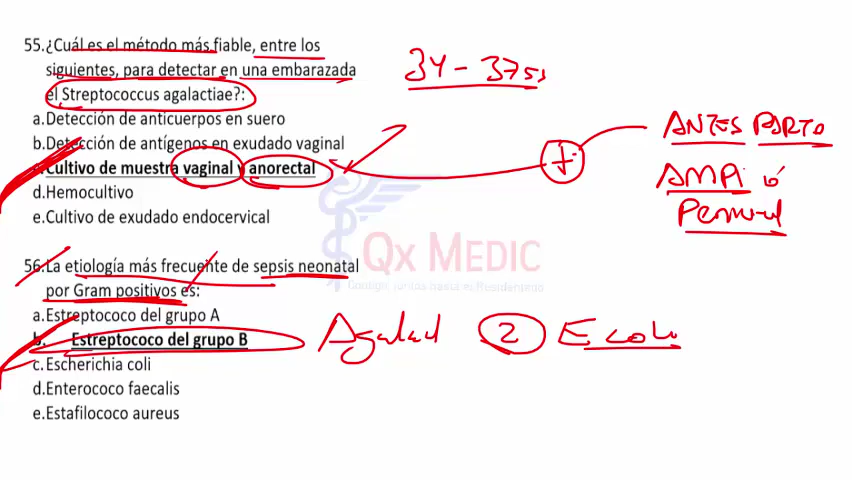 55.¿Cuál es el método más fiable, entre los
siguientes, para detectar en una embarazada
el Streptococcus agalactiae?:
a.Detección de anticuerpos en suero
b.Detección de antígenos en exudado vaginal
c.Cultivo de muestra vaginal y anorectal
d.Hemocultivo
e.Cultivo de exudado endocervical
34 - 37
+
ANTES PARTO
AMPI ó
Qx MEDIC
56.La etiología más frecuente de sepsis neonatal
por Gram positivos es:
a.Estreptococo del grupo A
b. Estreptococo del grupo B
c.Escherichia coli
d.Enterococo faecalis
e.Estafilococo aureus
2 E coli